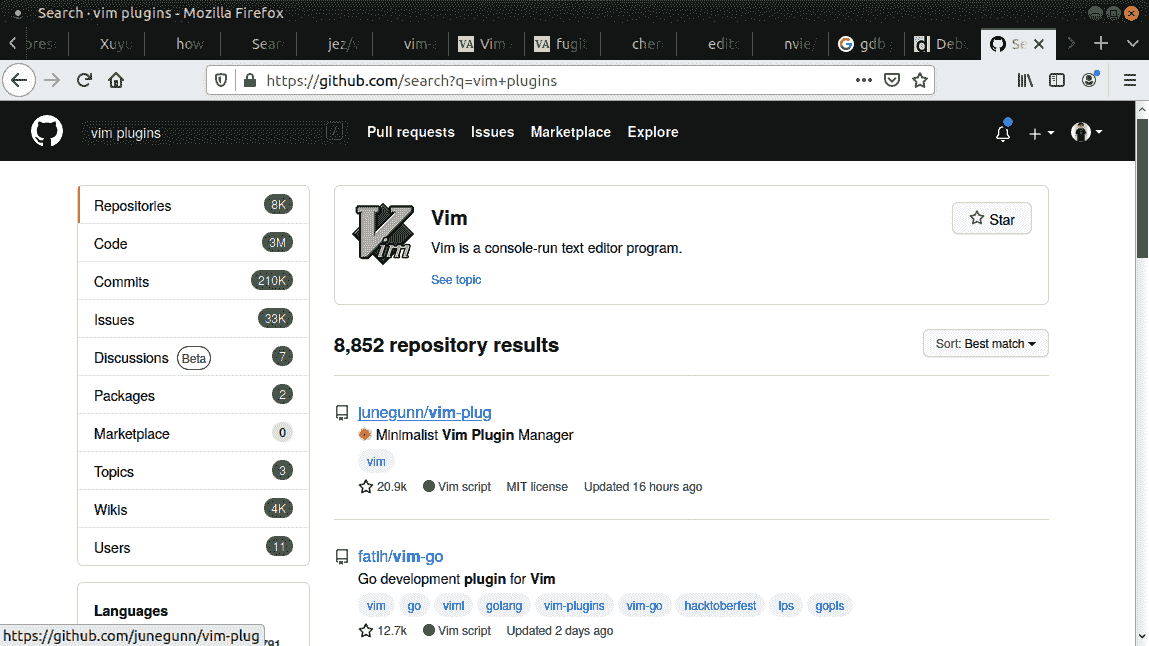 Search · vim plugins - Mozilla Firefox
Xuyu
how
Sear
jez/v
vim-
VA Vim
VA fugi
cher
edit
nvie/
G gdb
Deb
Se
https://github.com/search?q=vim+plugins
vim plugins /
Pull requests Issues Marketplace Explore
Repositories 8K
Code 3M
Commits 210K
Issues 33K
Discussions Beta 7
Packages 2
Marketplace 0
Topics 3
Wikis 4K
Users 11
Languages
Vim
Vim
Vim is a console-run text editor program.
See topic
Star
8,852 repository results
Sort: Best match
junegunn/vim-plug
Minimalist Vim Plugin Manager
vim
20.9k Vim script MIT license Updated 16 hours ago
fatih/vim-go
Go development plugin for Vim
vim go viml golang vim-plugins vim-go hacktoberfest lps gopls
12.7k Vim script Updated 2 days ago
https://github.com/junegunn/vim-plug